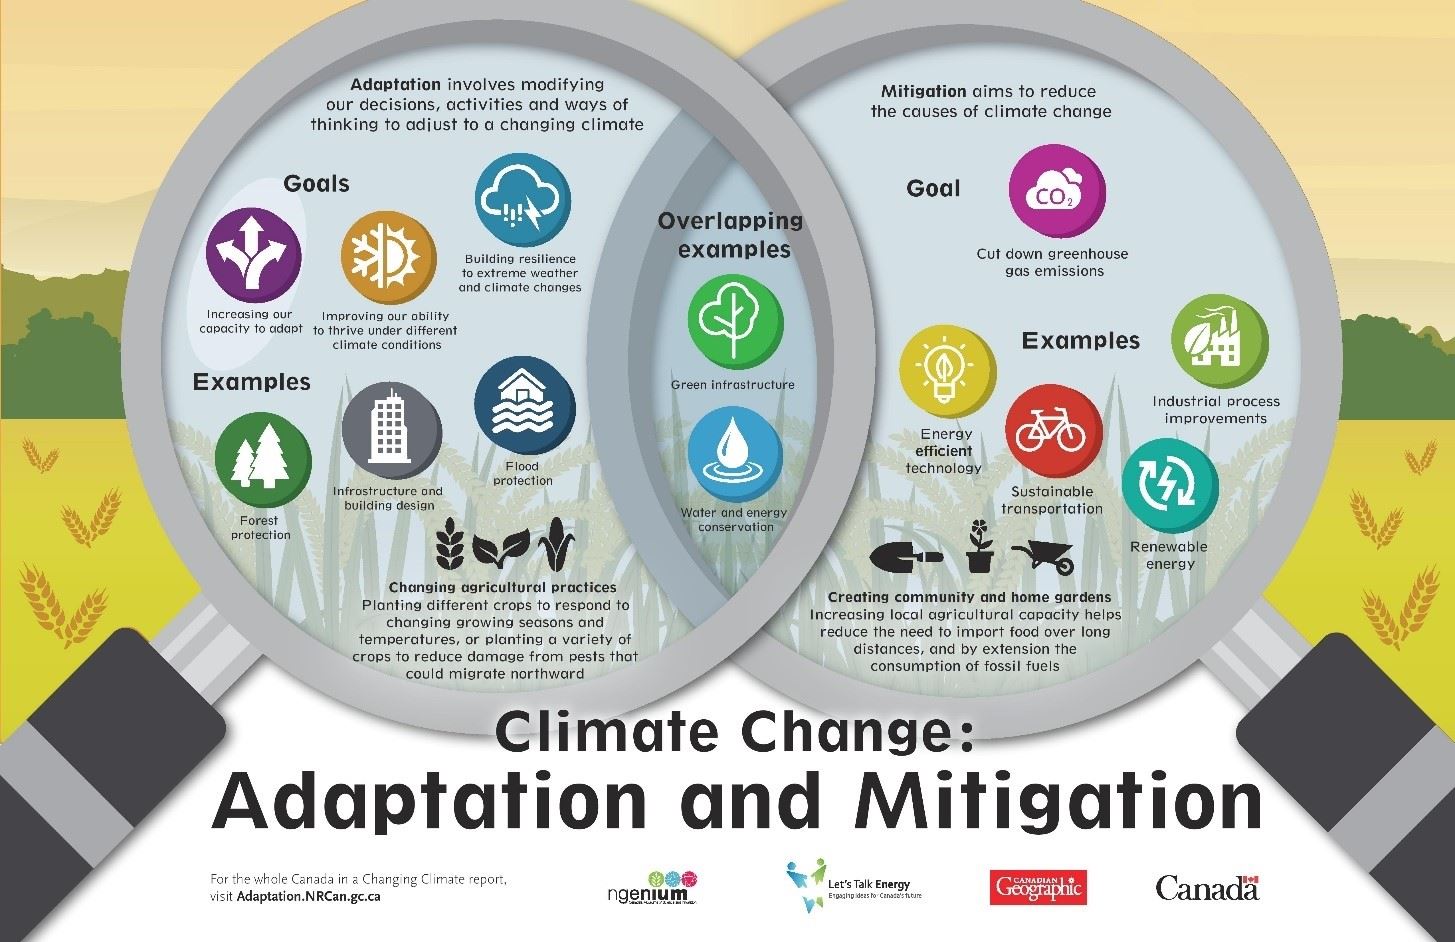 Adaptation involves modifying
our decisions, activities and ways of
thinking to adjust to a changing climate
Goals
Increasing our
capacity to adapt
Improving our ability
to thrive under different
climate conditions
Building resilience
to extreme weather
and climate changes
Examples
Forest
protection
Infrastructure and
building design
Flood
protection
Changing agricultural practices
Planting different crops to respond to
changing growing seasons and
temperatures, or planting a variety of
crops to reduce damage from pests that
could migrate northward
Overlapping
examples
Green infrastructure
Water and energy
conservation
Mitigation aims to reduce
the causes of climate change
Goal
CO2
Cut down greenhouse
gas emissions
Examples
Energy
efficient
technology
Sustainable
transportation
Industrial process
improvements
Renewable
energy
Creating community and home gardens
Increasing local agricultural capacity helps
reduce the need to import food over long
distances, and by extension the
consumption of fossil fuels
Climate Change:
Adaptation and Mitigation
For the whole Canada in a Changing Climate report,
visit Adaptation.NRCan.gc.ca
ngenium
Let's Talk Energy
Engaging ideas for Canada's future
CANADIAN
Geographic
Canada